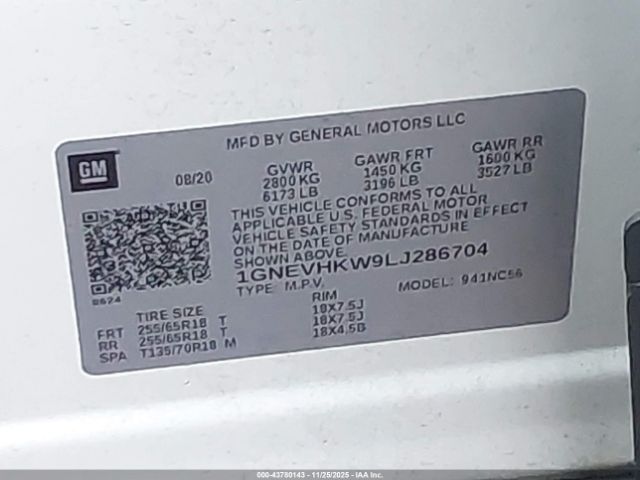 MFD BY GENERAL MOTORS LLC
GM
08/20
GVWR GAWR FRT GAWR RR
2800 KG 1450 KG 1600 KG
6173 LB 3196 LB 3527 LB
THIS VEHICLE CONFORMS TO ALL
APPLICABLE U.S. FEDERAL MOTOR
VEHICLE SAFETY STANDARDS IN EFFECT
ON THE DATE OF MANUFACTURE
SHOWN ABOVE.
1GNEVHKW9LJ286704
TYPE: M.P.V. MODEL: 941NC56
8624
TIRE SIZE RIM
FRT 255/65R18 T 18X7.5J
RR 255/65R18 T 18X7.5J
SPA T135/70R18 M 18X4.5B
000-43780143 - 11/25/2025 - IAA Inc.